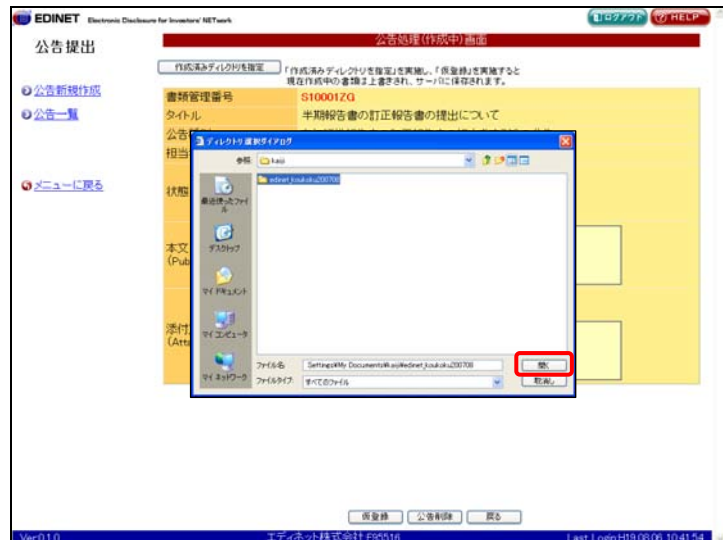 EDINET Electronic Disclosure for Investors' NETwork
ログアウト
HELP
公告提出
公告処理(作成中)画面
作成済みディレクトリを指定
「作成済みディレクトリを指定」を実施し、「仮登録」を実施すると
現在作成中の書類は上書きされ、サーバに保存されます。
公告新規作成
公告一覧
メニューに戻る
書類管理番号 S10001ZG
タイトル 半期報告書の訂正報告書の提出について
公告
担当
状態
本文
(Pub
添付
(Atta
ディレクトリ選択ダイアログ
参照 kaiji
edinet_koukoku200708
最近使ったファイル
デスクトップ
マイ ドキュメント
マイ コンピュータ
マイ ネットワーク
ファイル名 Settings¥My Documents¥kaiji¥edinet_koukoku200708
開く
ファイルタイプ すべてのファイル
取消し
仮登録 公告削除 戻る
Ver.0.1.0 エディネット株式会社 E95516 Last Login:H19.08.06 10:41:54